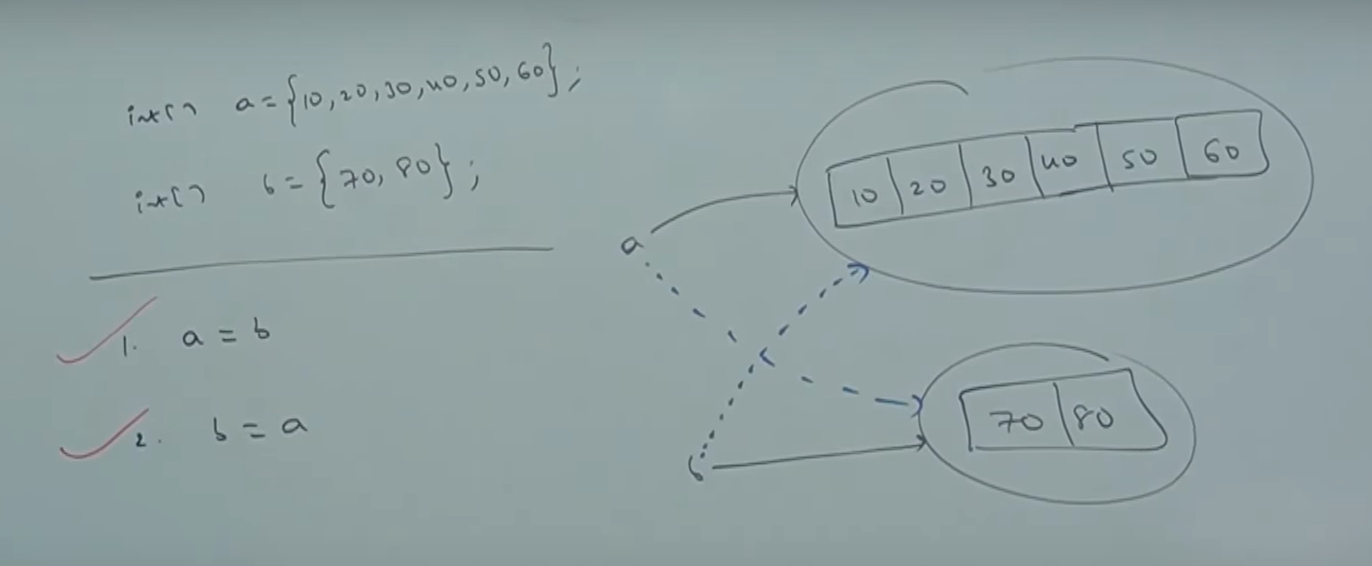 int[] a = {10, 20, 30, 40, 50, 60};
int[] b = {70, 80};
1. a = b
2. b = a
a
10 20 30 40 50 60
b
70 80